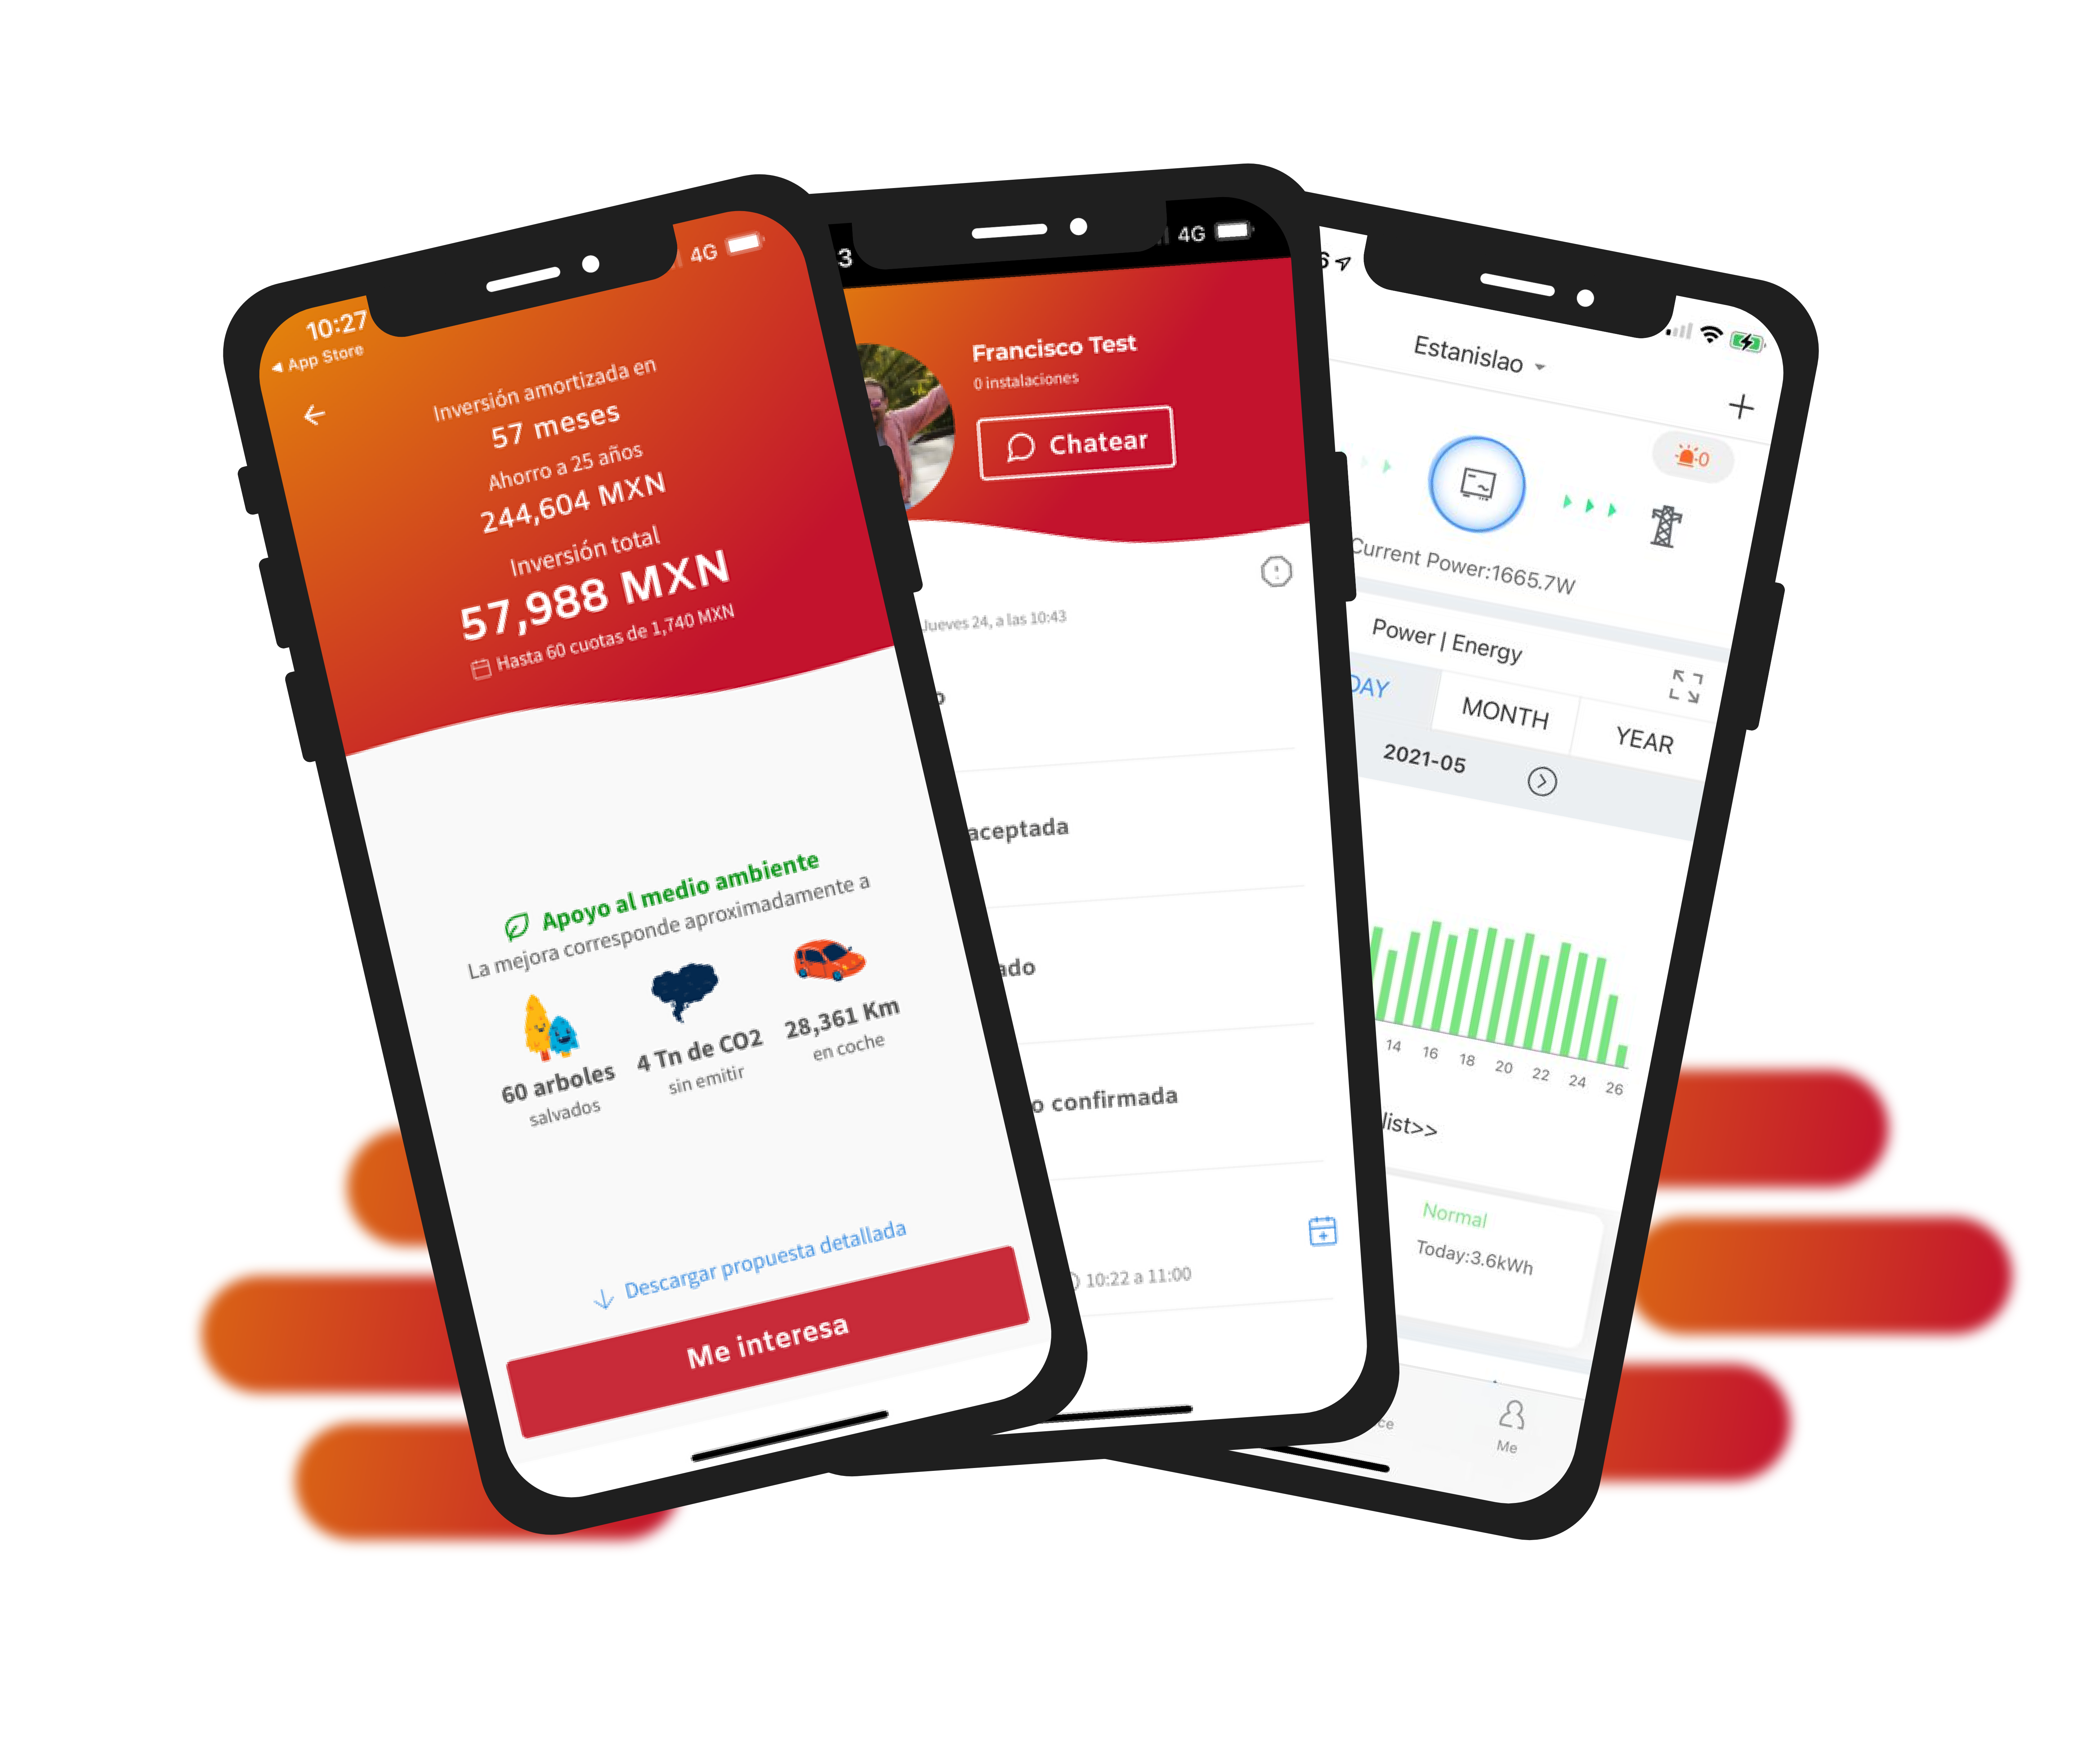 10:27
4G
App Store
Inversión amortizada en
57 meses
Ahorro a 25 años
244,604 MXN
Inversión total
57,988 MXN
Hasta 60 cuotas de 1,740 MXN
Apoyo al medio ambiente
La mejora corresponde aproximadamente a
60 arboles
salvados
4 Tn de CO2
sin emitir
28,361 Km
en coche
Descargar propuesta detallada
Me interesa
3
4G
Francisco Test
0 instalaciones
Chatear
Jueves 24, a las 10:43
o
aceptada
ado
o confirmada
10:22 a 11:00
6
Estanislao
0
Current Power:1665.7W
Power | Energy
DAY
MONTH
YEAR
2021-05
14 16 18 20 22 24 26
list>>
Normal
Today:3.6kWh
ce
Me